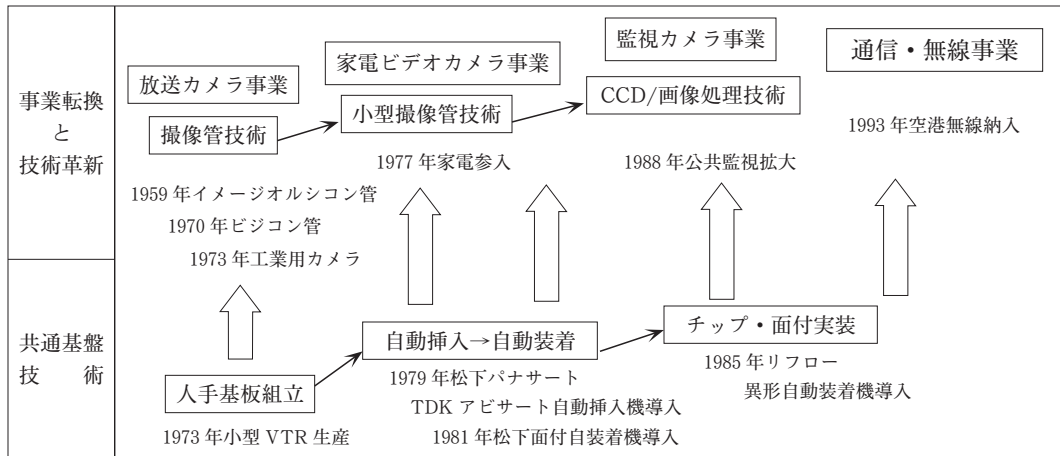 事業転換
と
技術革新
放送カメラ事業
撮像管技術
1959 年イメージオルシコン管
1970 年ビジコン管
1973 年工業用カメラ
家電ビデオカメラ事業
小型撮像管技術
1977 年家電参入
監視カメラ事業
CCD/画像処理技術
1988 年公共監視拡大
通信・無線事業
1993 年空港無線納入
共通基盤
技 術
人手基板組立
1973 年小型 VTR 生産
自動挿入→自動装着
1979 年松下パナサート
TDK アビサート自動挿入機導入
1981 年松下面付自装着機導入
チップ・面付実装
1985 年リフロー
異形自動装着機導入